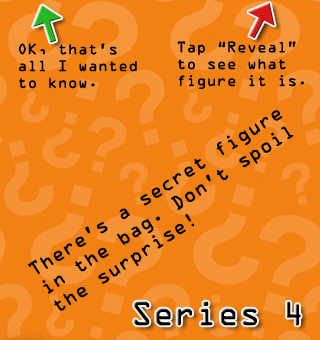 OK, that's
all I wanted
to know.
Tap "Reveal"
to see what
figure it is.
There's a secret figure
in the bag. Don't spoil
the surprise!
Series 4